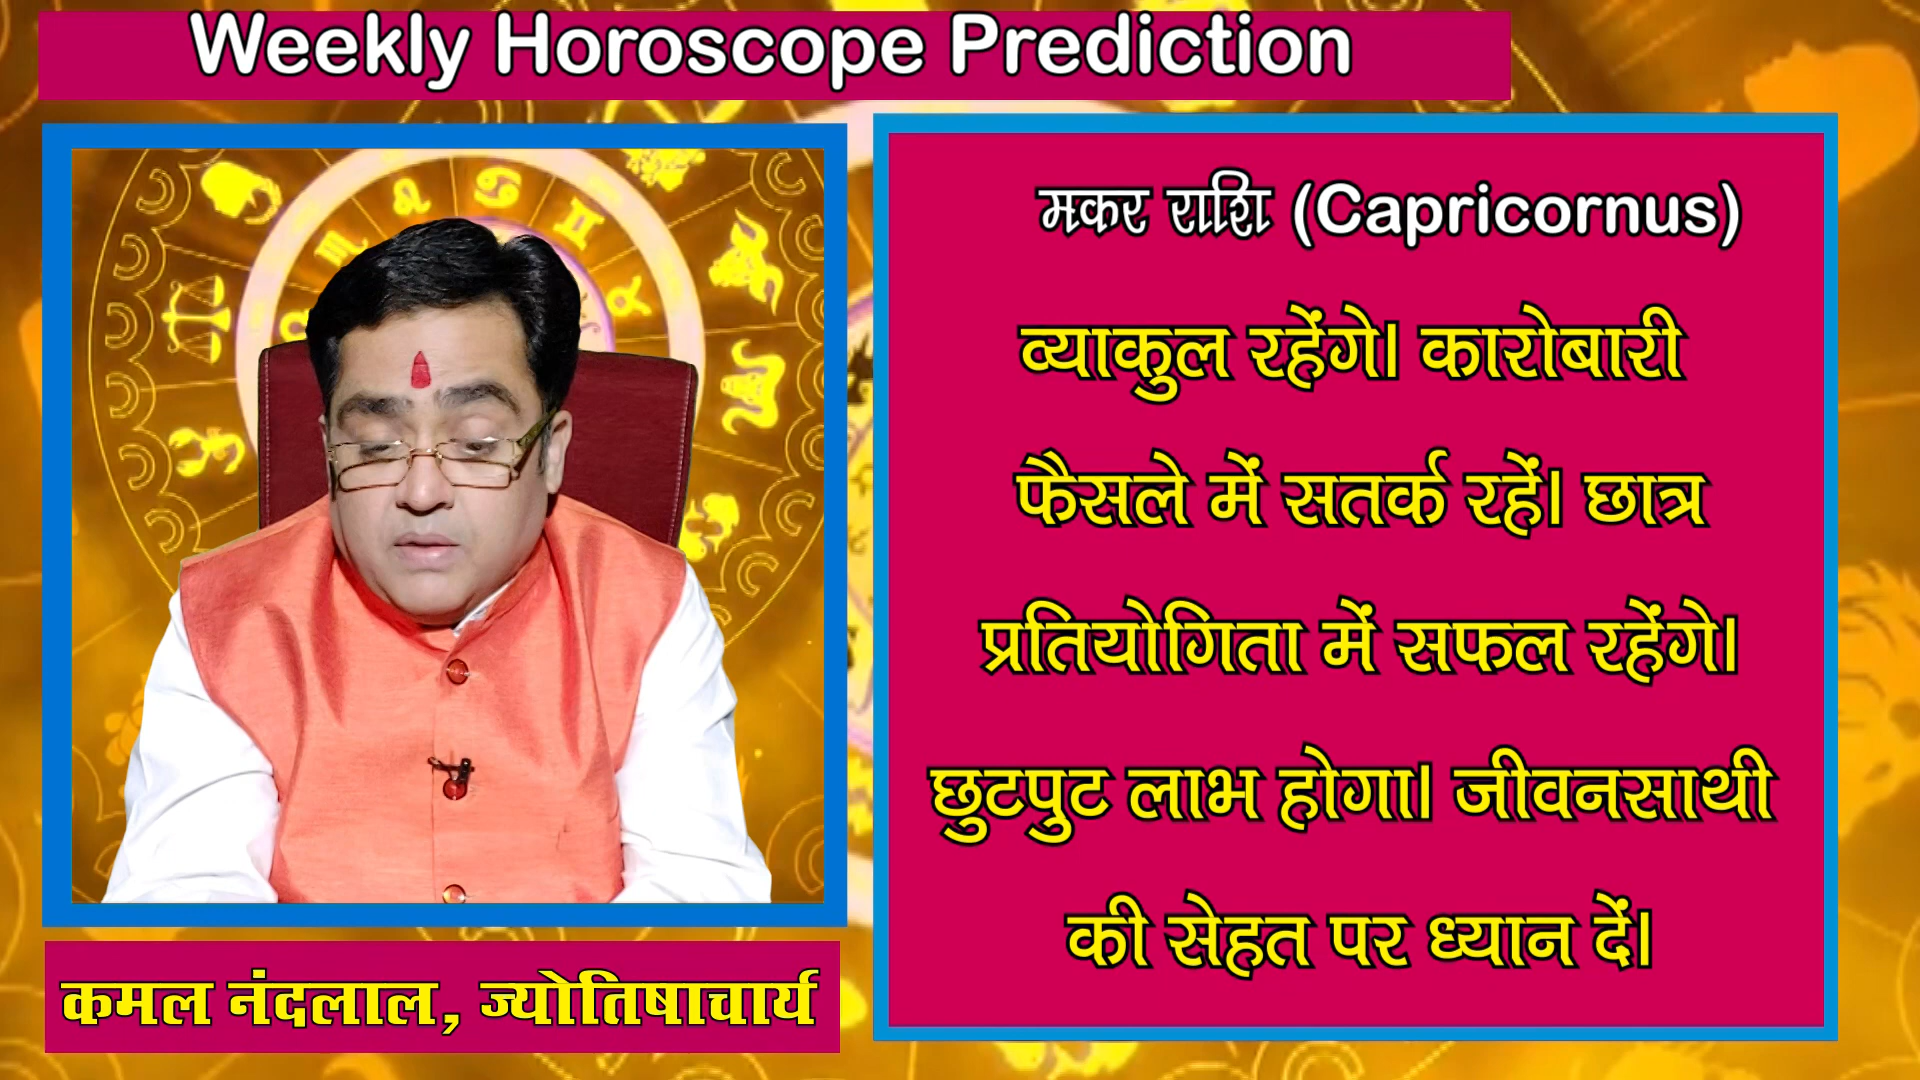 Weekly Horoscope Prediction
मकर राशि (Capricornus)
व्याकुल रहेंगे। कारोबारी
फैसले में सतर्क रहें। छात्र
प्रतियोगिता में सफल रहेंगे।
छुटपुट लाभ होगा। जीवनसाथी
की सेहत पर ध्यान दें।
कमल नंदलाल, ज्योतिषाचार्य